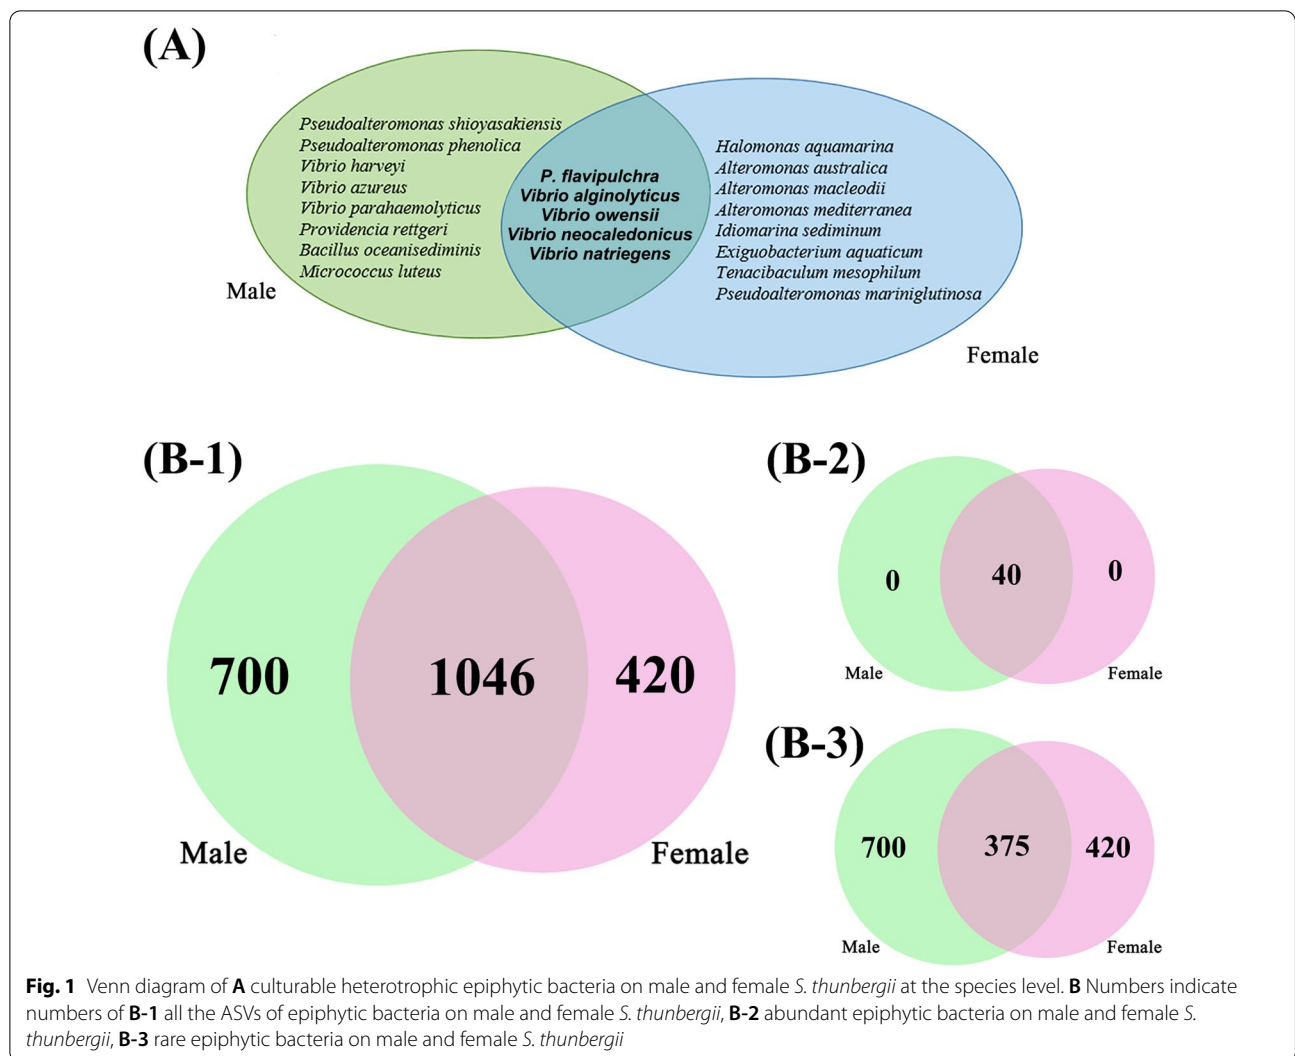 (A)
Pseudoalteromonas shioyasakiensis
Pseudoalteromonas phenolica
Vibrio harveyi
Vibrio azureus
Vibrio parahaemolyticus
Providencia rettgeri
Bacillus oceanisediminis
Micrococcus luteus
Male
P. flavipulchra
Vibrio alginolyticus
Vibrio owensii
Vibrio neocaledonicus
Vibrio natriegens
Halomonas aquamarina
Alteromonas australica
Alteromonas macleodii
Alteromonas mediterranea
Idiomarina sediminum
Exiguobacterium aquaticum
Tenacibaculum mesophilum
Pseudoalteromonas mariniglutinosa
Female
(B-1)
700
1046
420
Male
Female
(B-2)
0
40
0
Male
Female
(B-3)
700
375
420
Male
Female
Fig. 1 Venn diagram of A culturable heterotrophic epiphytic bacteria on male and female S. thunbergii at the species level. B Numbers indicate
numbers of B-1 all the ASVs of epiphytic bacteria on male and female S. thunbergii, B-2 abundant epiphytic bacteria on male and female S.
thunbergii, B-3 rare epiphytic bacteria on male and female S. thunbergii